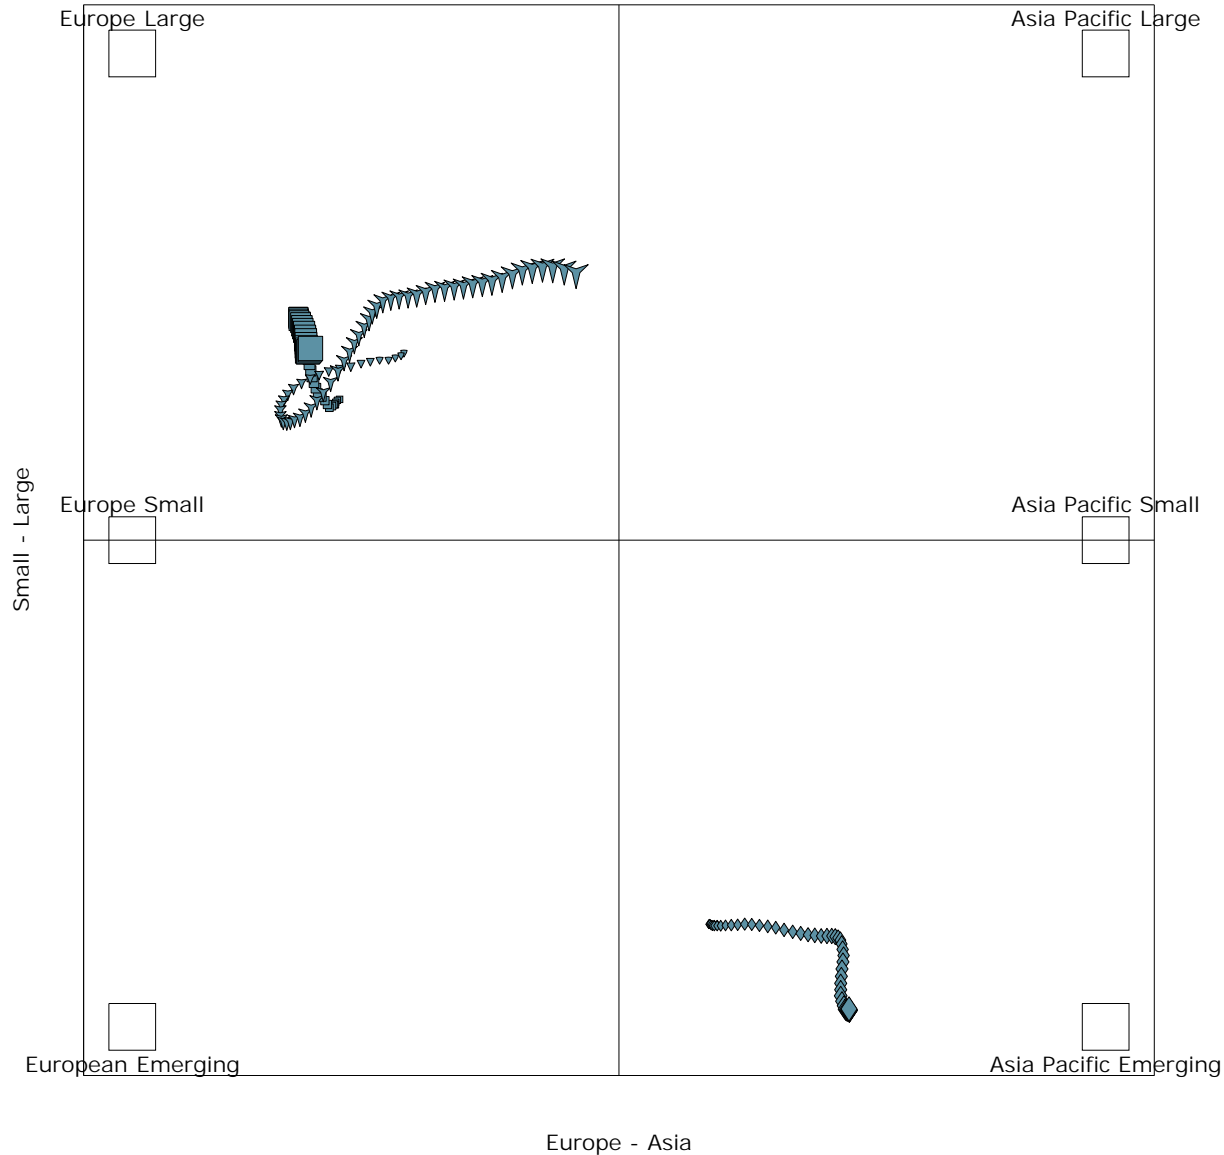 Europe Large
Asia Pacific Large
Small - Large
Europe Small
Asia Pacific Small
European Emerging
Asia Pacific Emerging
Europe - Asia